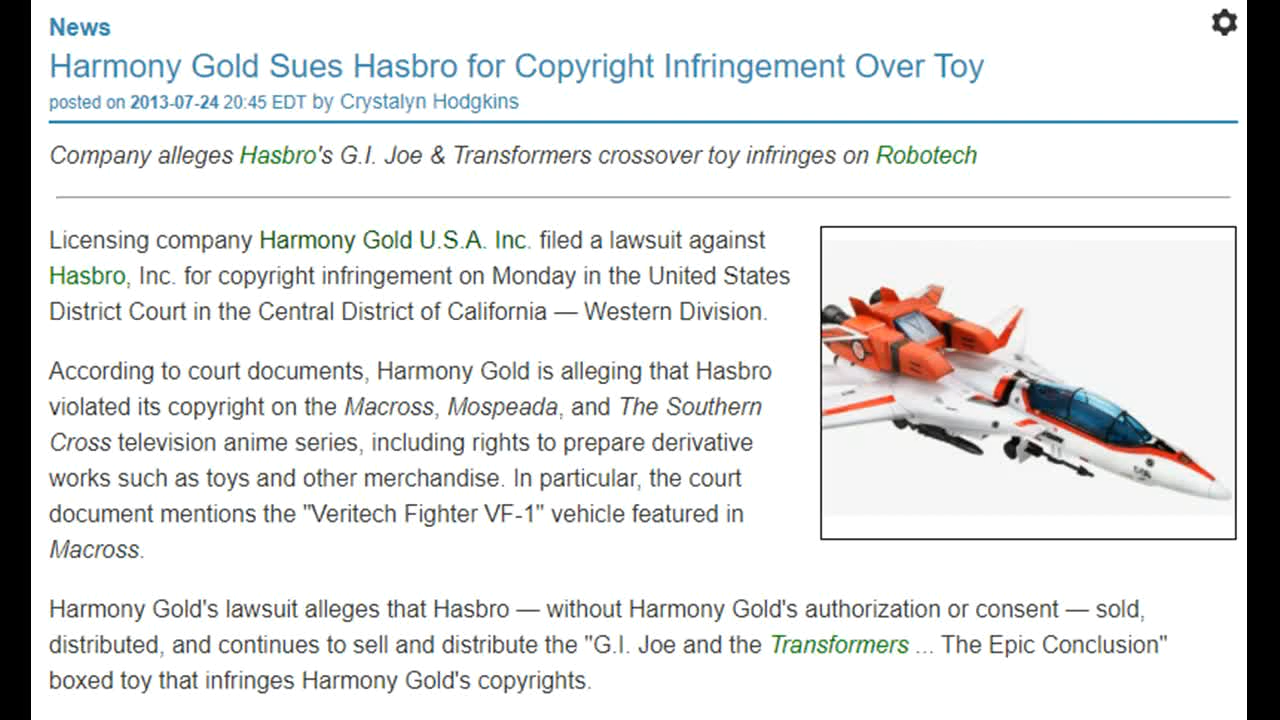 News
Harmony Gold Sues Hasbro for Copyright Infringement Over Toy
posted on 2013-07-24 20:45 EDT by Crystalyn Hodgkins
Company alleges Hasbro's G.I. Joe & Transformers crossover toy infringes on Robotech
Licensing company Harmony Gold U.S.A. Inc. filed a lawsuit against
Hasbro, Inc. for copyright infringement on Monday in the United States
District Court in the Central District of California — Western Division.
According to court documents, Harmony Gold is alleging that Hasbro
violated its copyright on the Macross, Mospeada, and The Southern
Cross television anime series, including rights to prepare derivative
works such as toys and other merchandise. In particular, the court
document mentions the "Veritech Fighter VF-1" vehicle featured in
Macross.
Harmony Gold's lawsuit alleges that Hasbro — without Harmony Gold's authorization or consent — sold,
distributed, and continues to sell and distribute the "G.I. Joe and the Transformers ... The Epic Conclusion"
boxed toy that infringes Harmony Gold's copyrights.